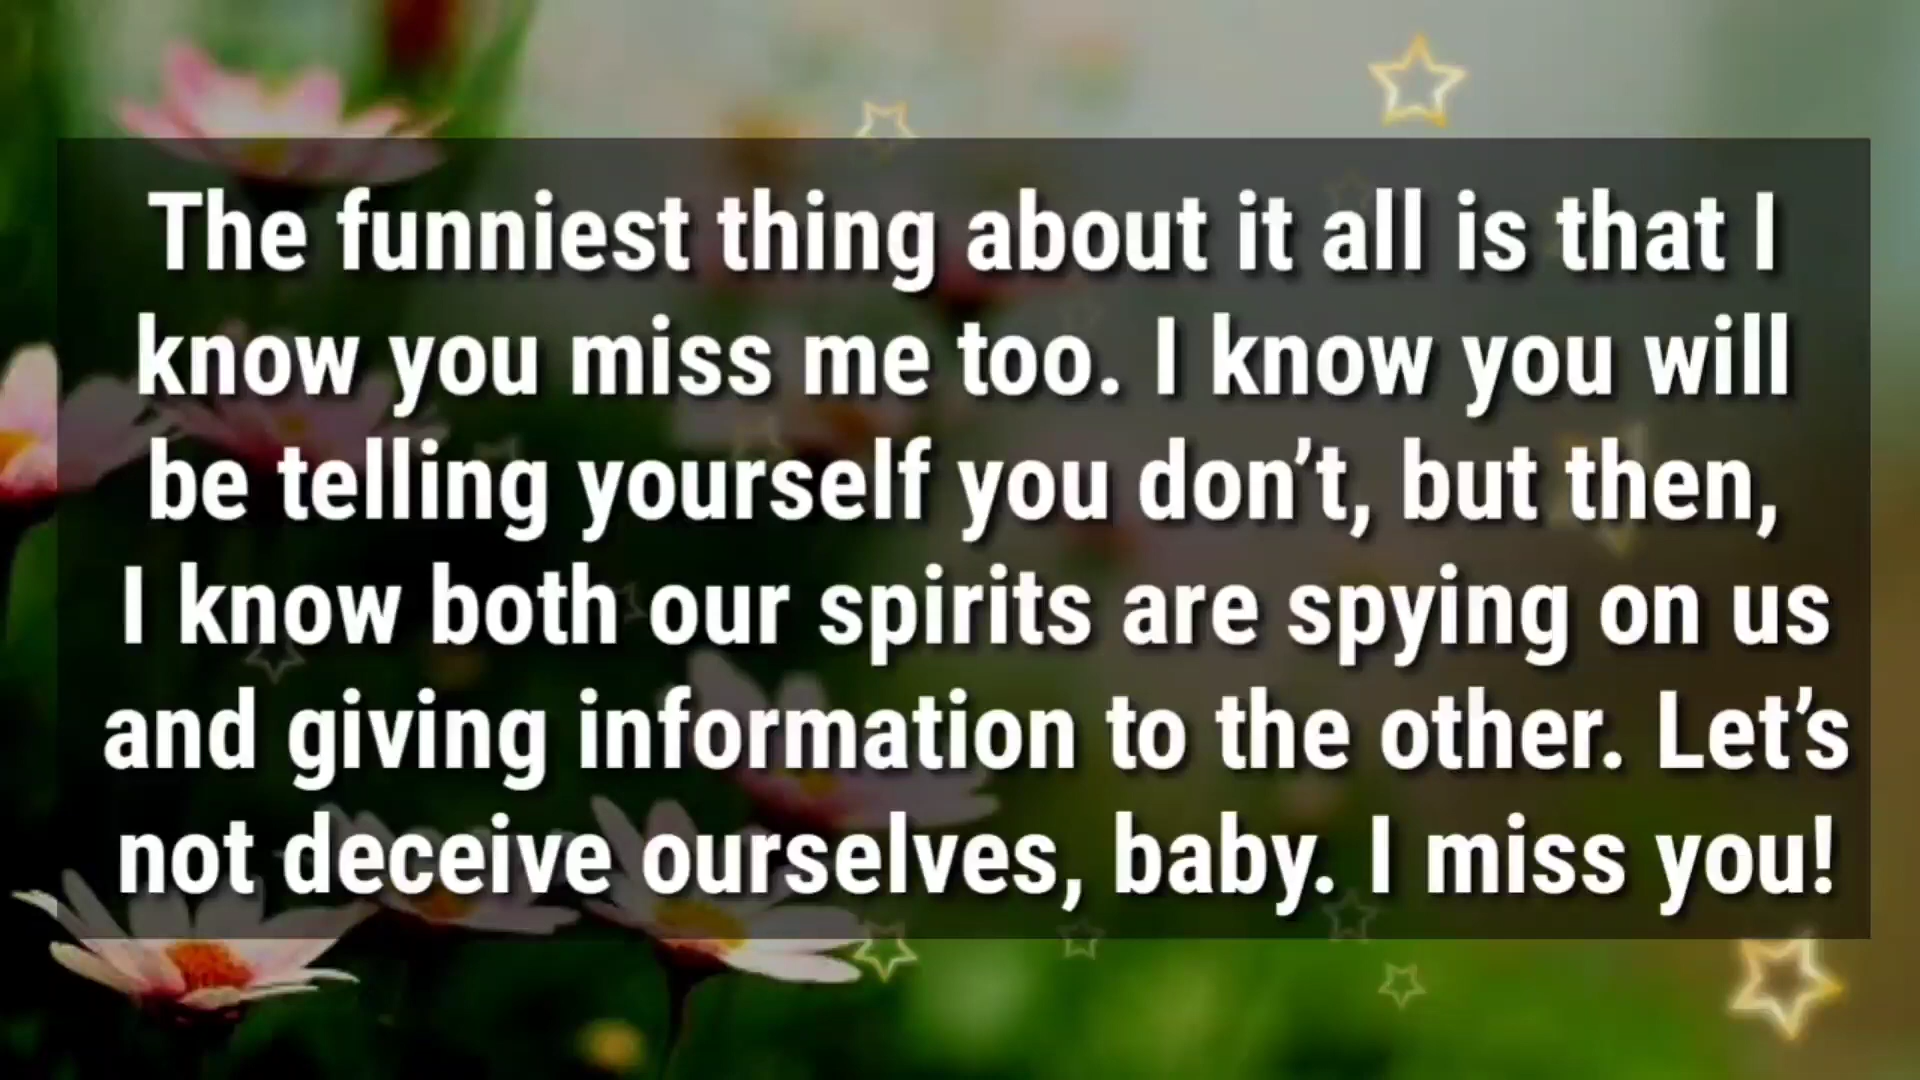 The funniest thing about it all is that I
know you miss me too. I know you will
be telling yourself you don’t, but then,
I know both our spirits are spying on us
and giving information to the other. Let’s
not deceive ourselves, baby. I miss you!